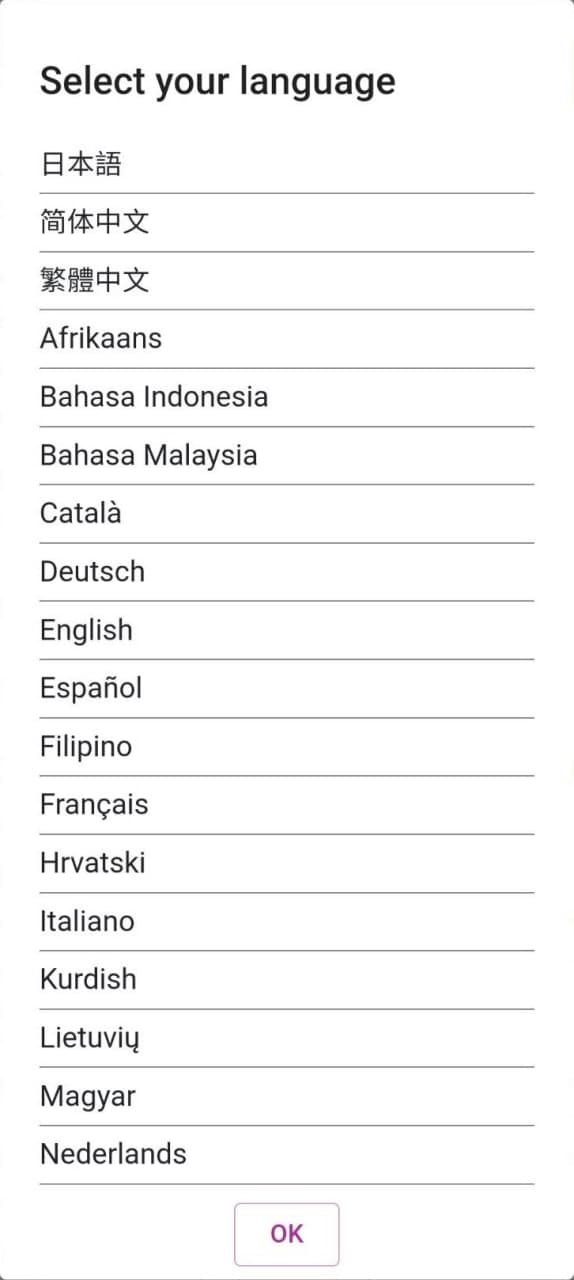 Select your language
日本語
简体中文
繁體中文
Afrikaans
Bahasa Indonesia
Bahasa Malaysia
Català
Deutsch
English
Español
Filipino
Français
Hrvatski
Italiano
Kurdish
Lietuvių
Magyar
Nederlands
OK